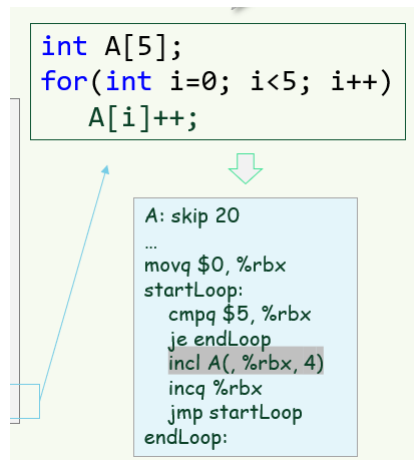 int A[5];
for(int i=0; i<5; i++)
A[i]++;
A: skip 20
...
movq $0, %rbx
startLoop:
cmpq $5, %rbx
je endLoop
incl A(, %rbx, 4)
incq %rbx
jmp startLoop
endLoop: